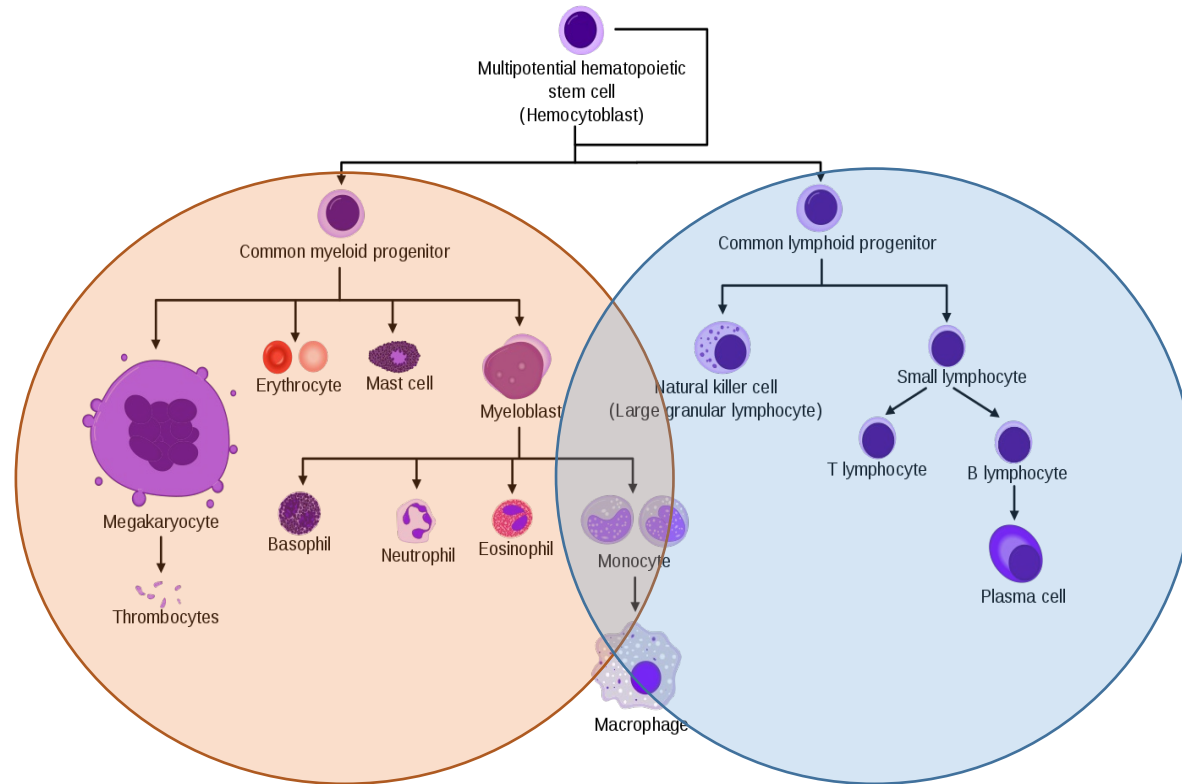 Multipotential hematopoietic
stem cell
(Hemocytoblast)
Common myeloid progenitor
Common lymphoid progenitor
Erythrocyte
Mast cell
Myeloblast
Natural killer cell
(Large granular lymphocyte)
Small lymphocyte
T lymphocyte
B lymphocyte
Megakaryocyte
Basophil
Neutrophil
Eosinophil
Monocyte
Plasma cell
Thrombocytes
Macrophage